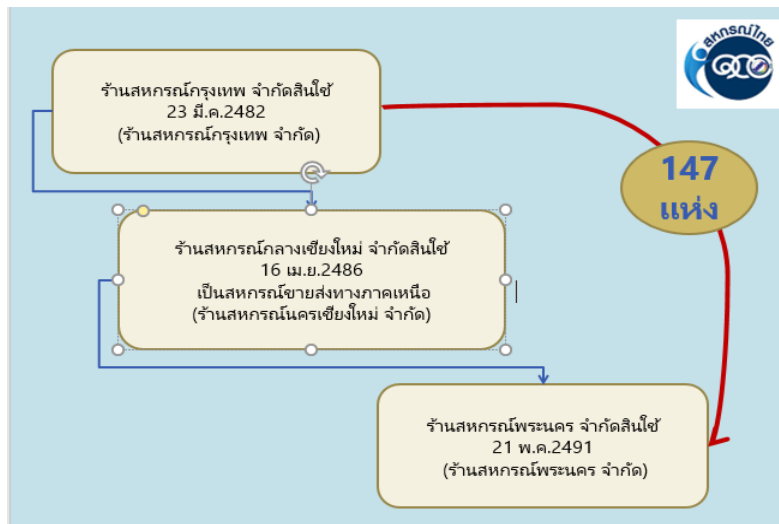 สหกรณ์ไทย
ร้านสหกรณ์กรุงเทพ จำกัดสินใช้
23 มี.ค.2482
(ร้านสหกรณ์กรุงเทพ จำกัด)
147
แห่ง
ร้านสหกรณ์กลางเชียงใหม่ จำกัดสินใช้
16 เม.ย.2486
เป็นสหกรณ์ขายส่งทางภาคเหนือ
(ร้านสหกรณ์นครเชียงใหม่ จำกัด)
ร้านสหกรณ์พระนคร จำกัดสินใช้
21 พ.ค.2491
(ร้านสหกรณ์พระนคร จำกัด)